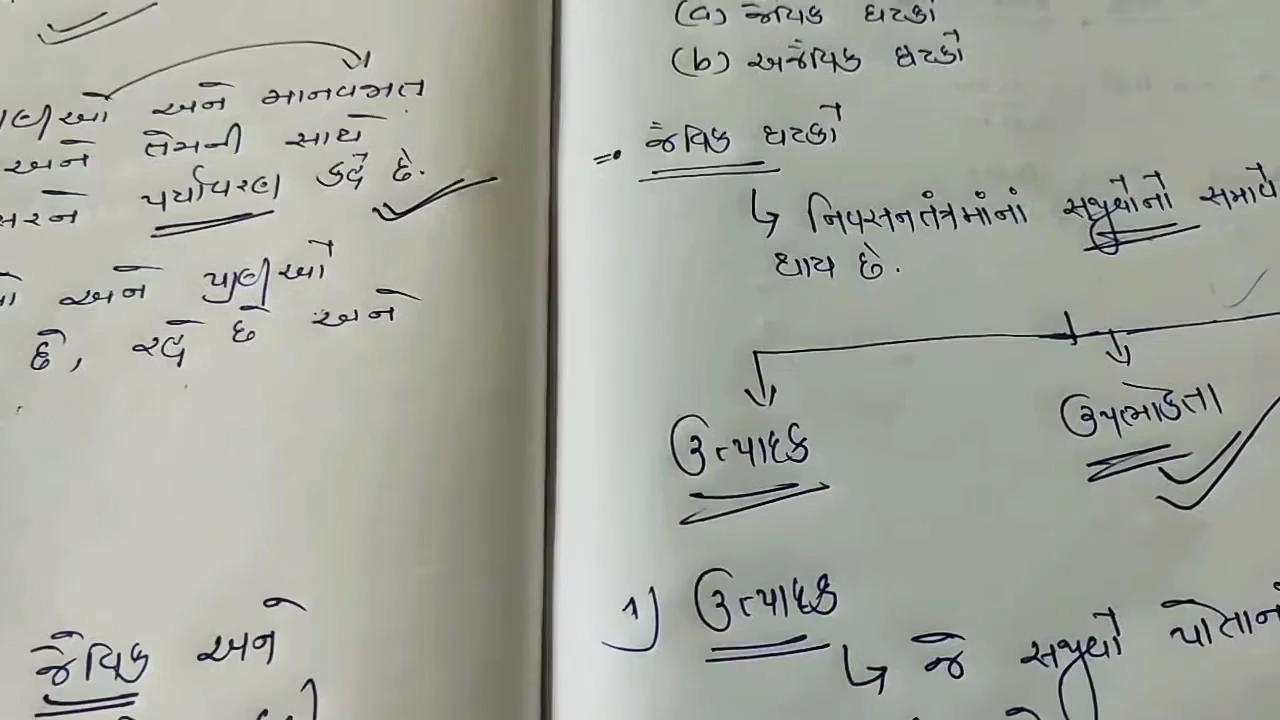 પ્રાણીઓ અને માનવજાત
અને તેમની સાથે
પર્યાવરણ કહે છે.
અને પ્રાણીઓ
છે, રહે છે અને
જૈવિક અને
(a) જૈવિક ઘટકો
(b) અજૈવિક ઘટકો
⇒ જૈવિક ઘટકો
↳ નિવસનતંત્રમાંનાં સજીવોનો સમાવે
થાય છે.
ઉત્પાદક ઉપભોક્તા
1) ઉત્પાદક
↳ જે સજીવો પોતાનં